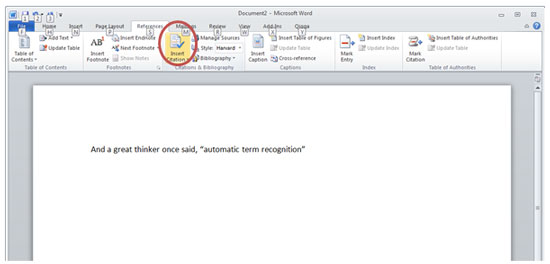 Document2 - Microsoft Word
1 2 3
File Home Insert Page Layout References Mailings Review View Add-Ins Quiqqa
F H N P S M R W X Y
Table of Contents
Add Text
Update Table
Table of Contents
AB1 Insert Footnote
Insert Endnote
Next Footnote
Show Notes
Footnotes
Insert Citation
Manage Sources
Style: Harvard
Bibliography
Citations & Bibliography
Insert Caption
Insert Table of Figures
Update Table
Cross-reference
Captions
Mark Entry
Insert Index
Update Index
Index
Mark Citation
Insert Table of Authorities
Update Table
Table of Authorities
And a great thinker once said, “automatic term recognition”